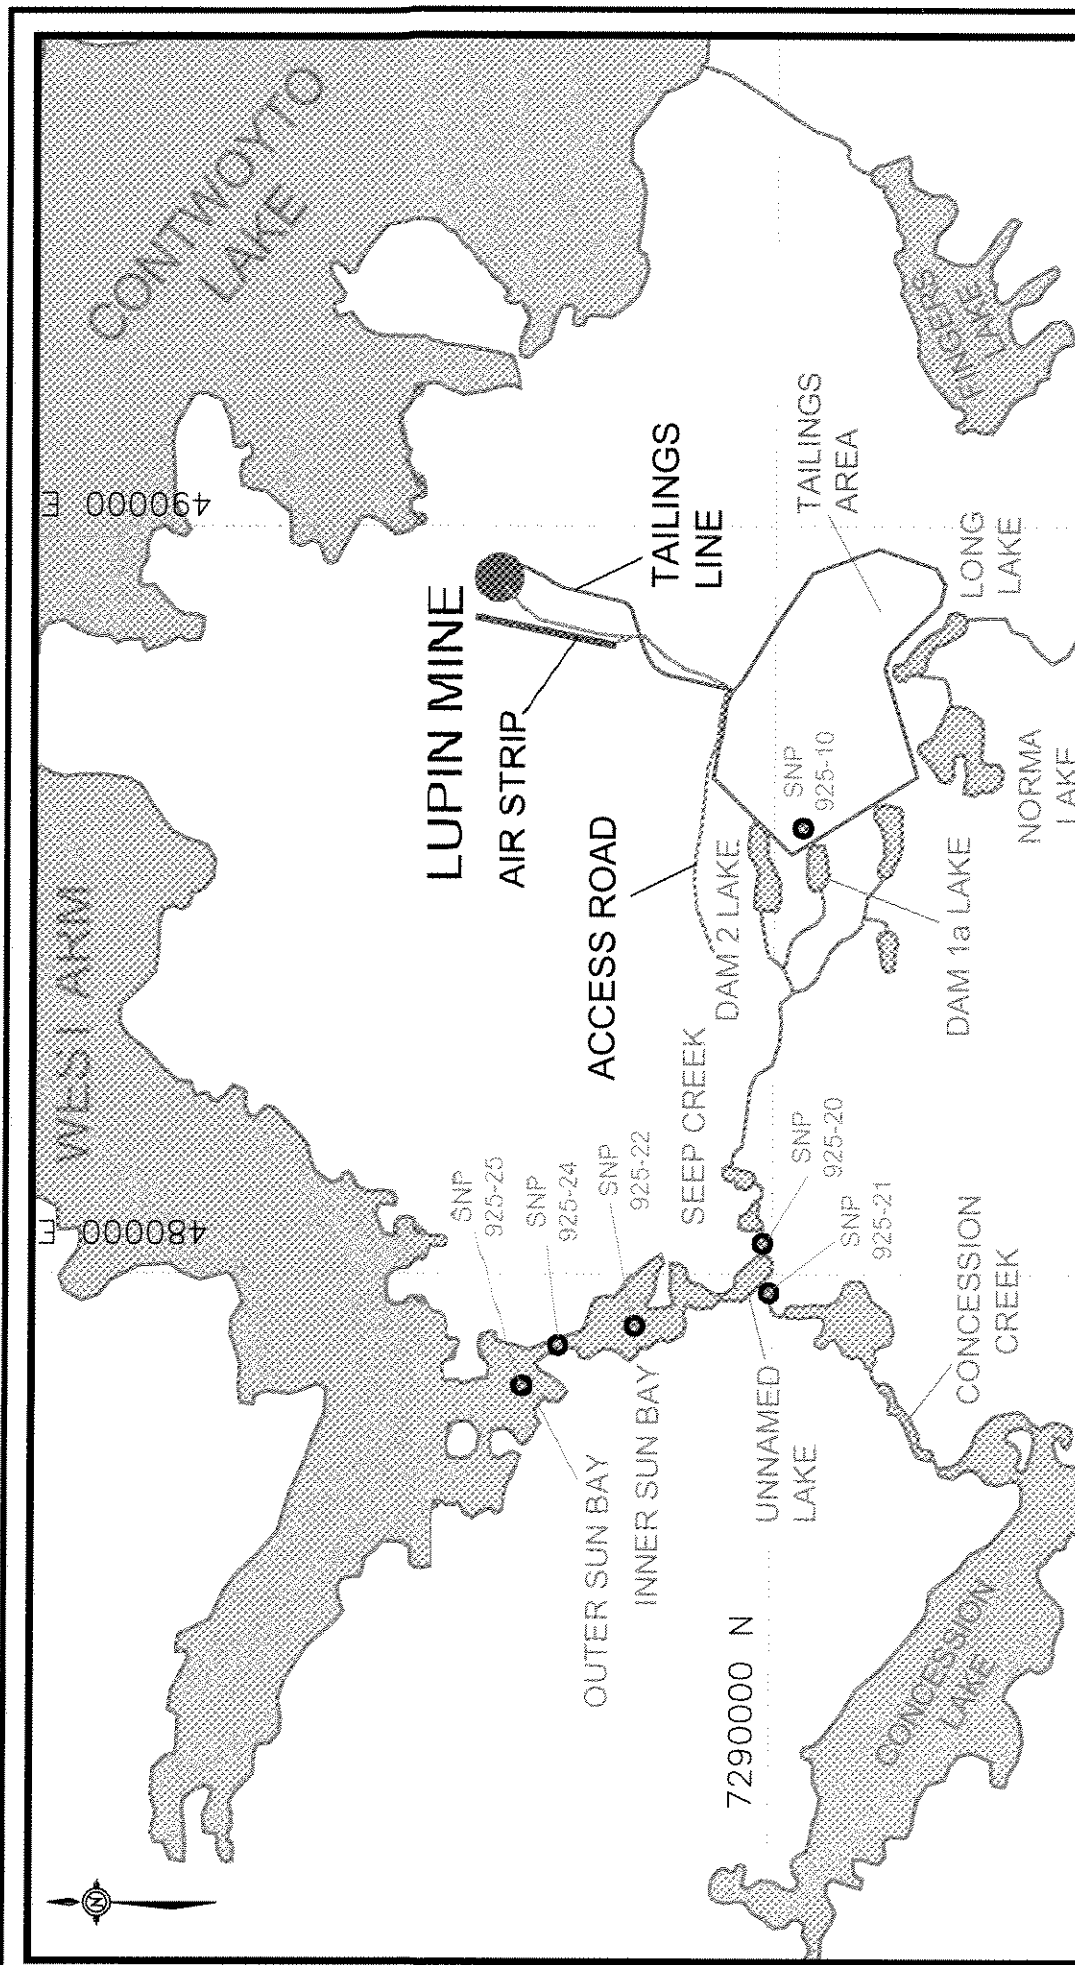 CONTWOYTO
LAKE
WEST ARM
490000 E
480000 E
LUPIN MINE
AIR STRIP
TAILINGS
LINE
ACCESS ROAD
TAILINGS
AREA
FINGERS
LAKE
LONG
LAKE
NORMA
LAKE
SNP
925-10
DAM 2 LAKE
DAM 1a LAKE
SEEP CREEK
SNP
925-20
SNP
925-21
SNP
925-22
SNP
925-24
SNP
925-25
CONCESSION
CREEK
UNNAMED
LAKE
INNER SUN BAY
OUTER SUN BAY
7290000 N
CONCESSION
LAKE
N